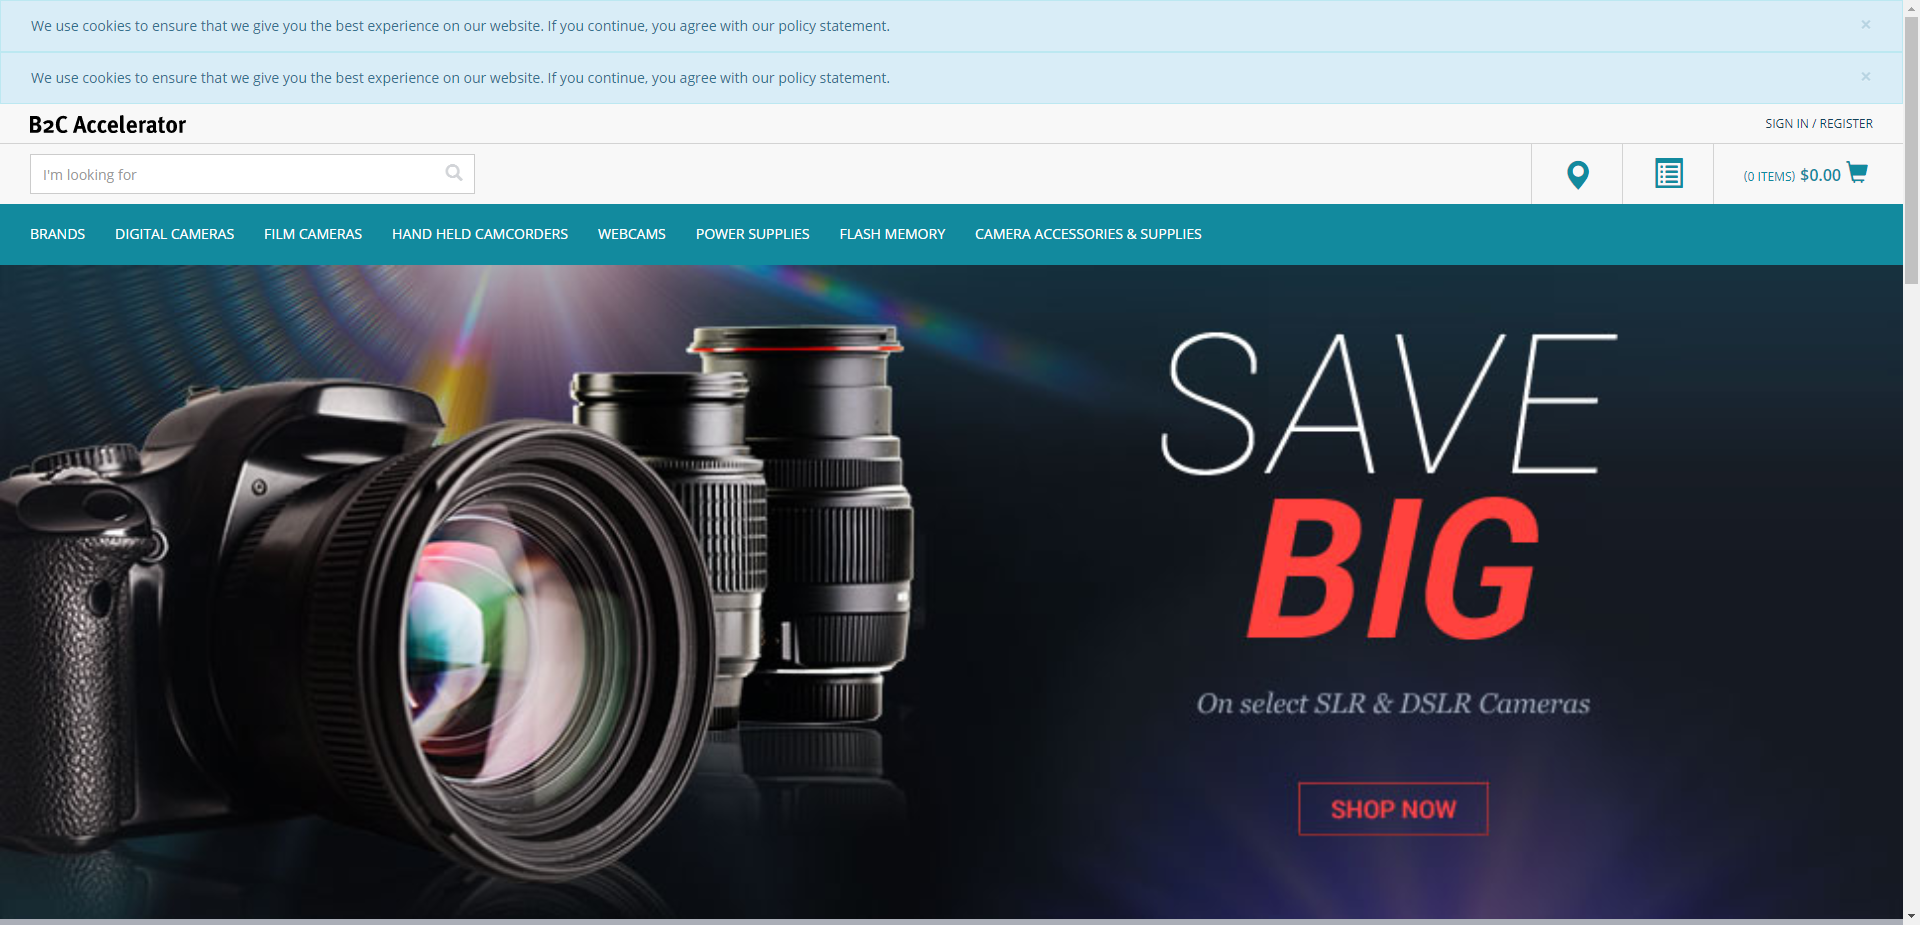 We use cookies to ensure that we give you the best experience on our website. If you continue, you agree with our policy statement. ×
We use cookies to ensure that we give you the best experience on our website. If you continue, you agree with our policy statement. ×
B2C Accelerator
SIGN IN / REGISTER
I'm looking for
(0 ITEMS) $0.00
BRANDS DIGITAL CAMERAS FILM CAMERAS HAND HELD CAMCORDERS WEBCAMS POWER SUPPLIES FLASH MEMORY CAMERA ACCESSORIES & SUPPLIES
SAVE
BIG
On select SLR & DSLR Cameras
SHOP NOW